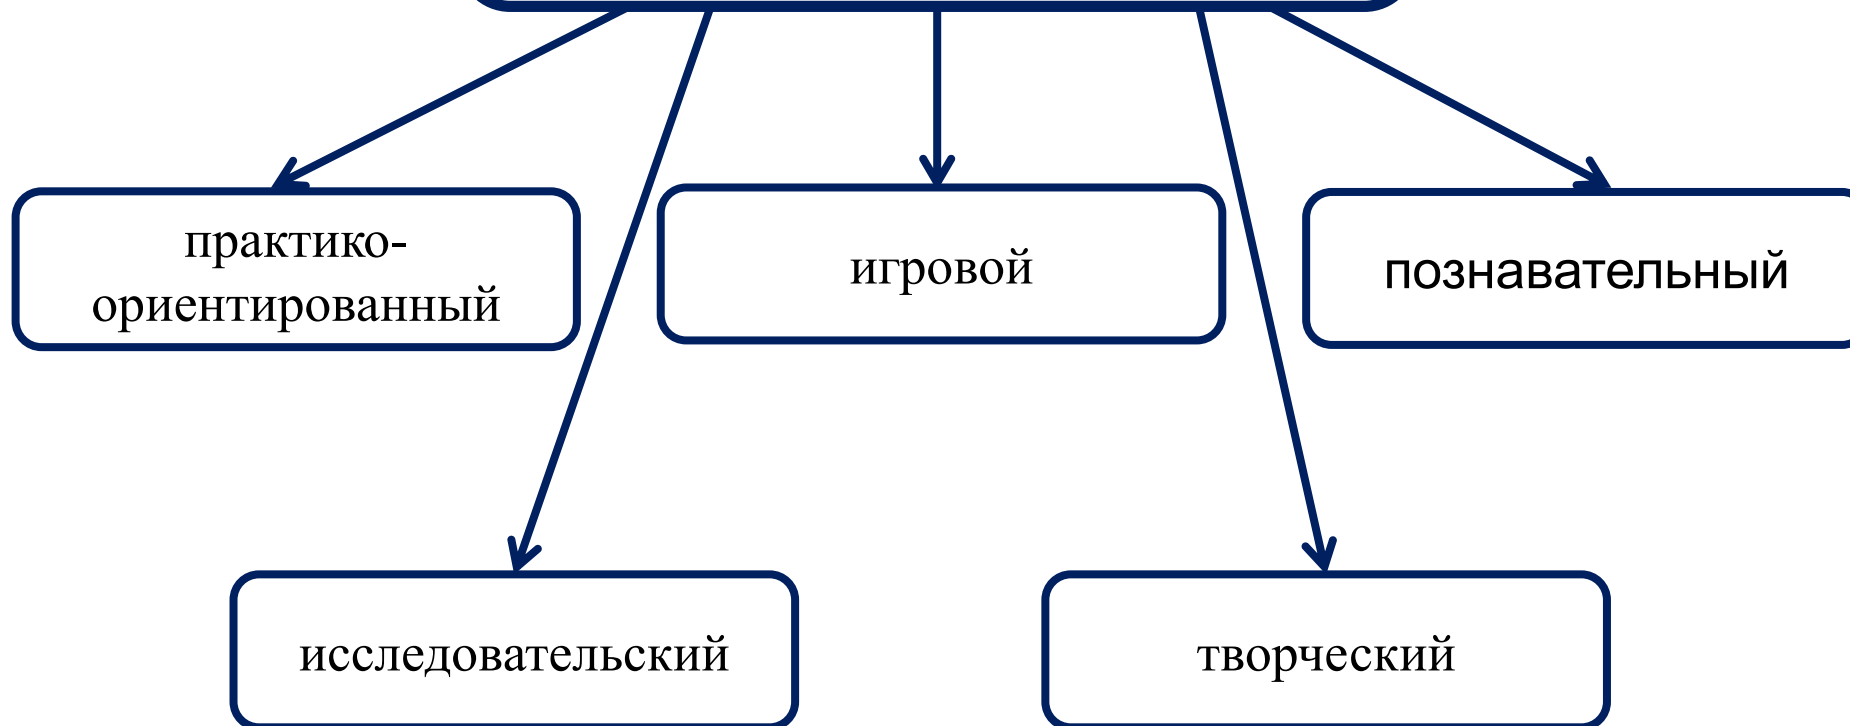 практико-
ориентированный
игровой
познавательный
исследовательский
творческий